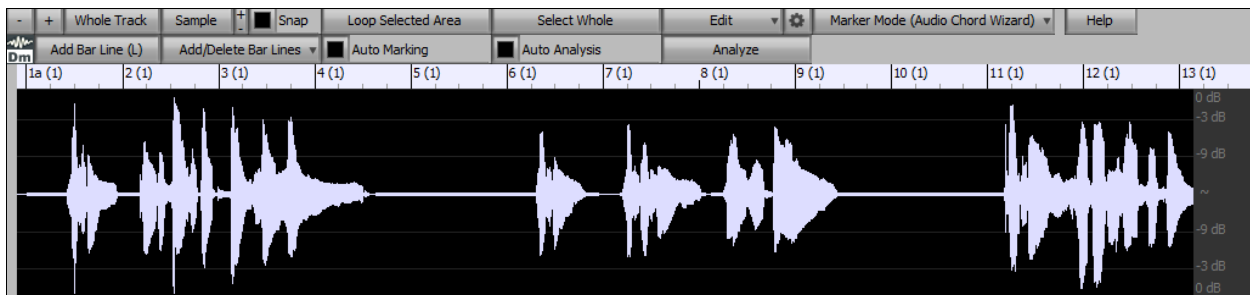 - + Whole Track Sample + - Snap Loop Selected Area Select Whole Edit Marker Mode (Audio Chord Wizard) Help
Dm Add Bar Line (L) Add/Delete Bar Lines Auto Marking Auto Analysis Analyze
1a (1) 2 (1) 3 (1) 4 (1) 5 (1) 6 (1) 7 (1) 8 (1) 9 (1) 10 (1) 11 (1) 12 (1) 13 (1)
0 dB
-3 dB
-9 dB
~
-9 dB
-3 dB
0 dB